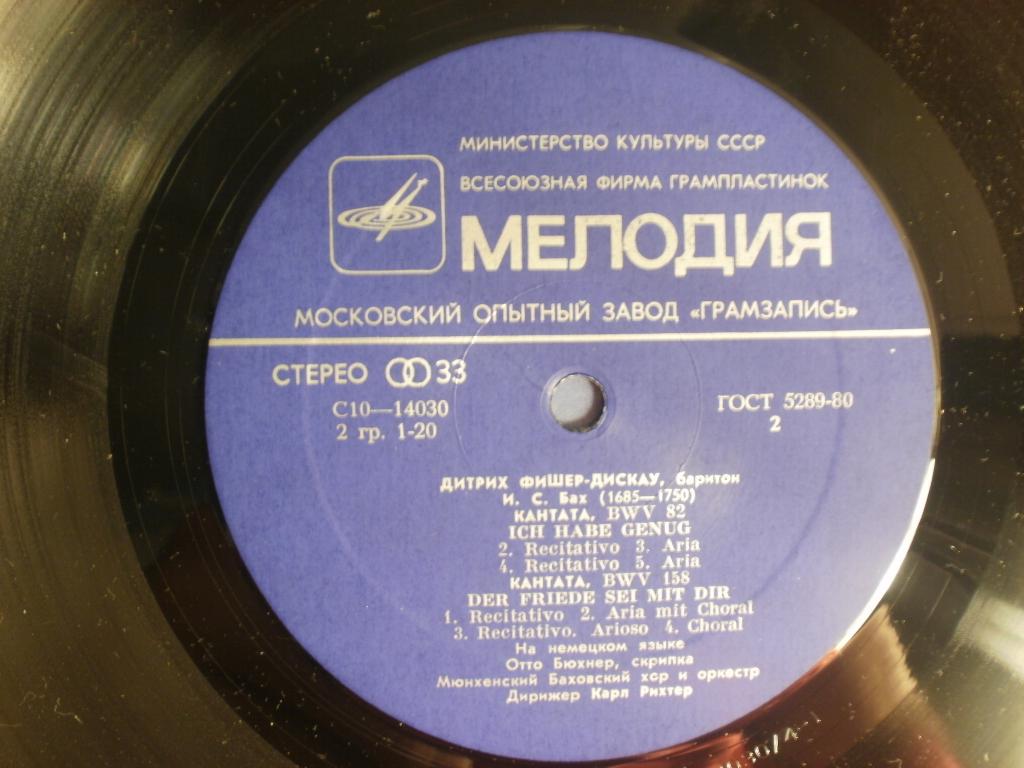 МИНИСТЕРСТВО КУЛЬТУРЫ СССР
ВСЕСОЮЗНАЯ ФИРМА ГРАМПЛАСТИНОК
МЕЛОДИЯ
МОСКОВСКИЙ ОПЫТНЫЙ ЗАВОД «ГРАМЗАПИСЬ»
СТЕРЕО 33
С10—14030
2 гр. 1-20
ГОСТ 5289-80
2
ДИТРИХ ФИШЕР-ДИСКАУ, баритон
И. С. Бах (1685—1750)
КАНТАТА, BWV 82
ICH HABE GENUG
2. Recitativo 3. Aria
4. Recitativo 5. Aria
КАНТАТА, BWV 158
DER FRIEDE SEI MIT DIR
1. Recitativo 2. Aria mit Choral
3. Recitativo. Arioso 4. Choral
На немецком языке
Отто Бюхнер, скрипка
Мюнхенский Баховский хор и оркестр
Дирижер Карл Рихтер